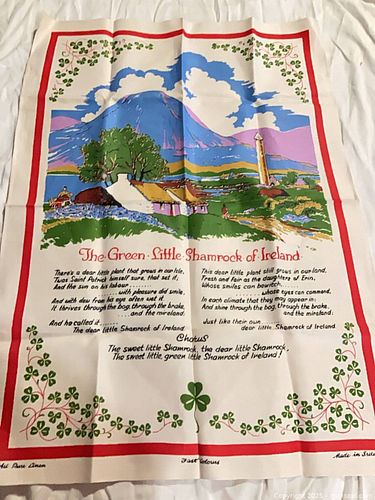 The Green Little Shamrock of Ireland
There's a dear little plant that grows in our isle,
Twas Saint Patrick himself sure, that set it,
And the sun on his labour........
........with pleasure did smile,
And with dew from his eye often wet it.
It thrives through the bog, through the brake,
........and the mireland;
And he called it........
The dear little Shamrock of Ireland
This dear little plant still grows in our land,
Fresh and fair as the daughters of Erin,
Whose smiles can bewitch........
........whose eyes can command,
In each climate that they may appear in:
And shine through the bog, through the brake,
........and the mireland:
Just like their own........
dear little Shamrock of Ireland.
Chorus
The sweet little Shamrock, the dear little Shamrock,
The sweet little, green little Shamrock of Ireland!
All Pure Linen
Fast Colours
Made in